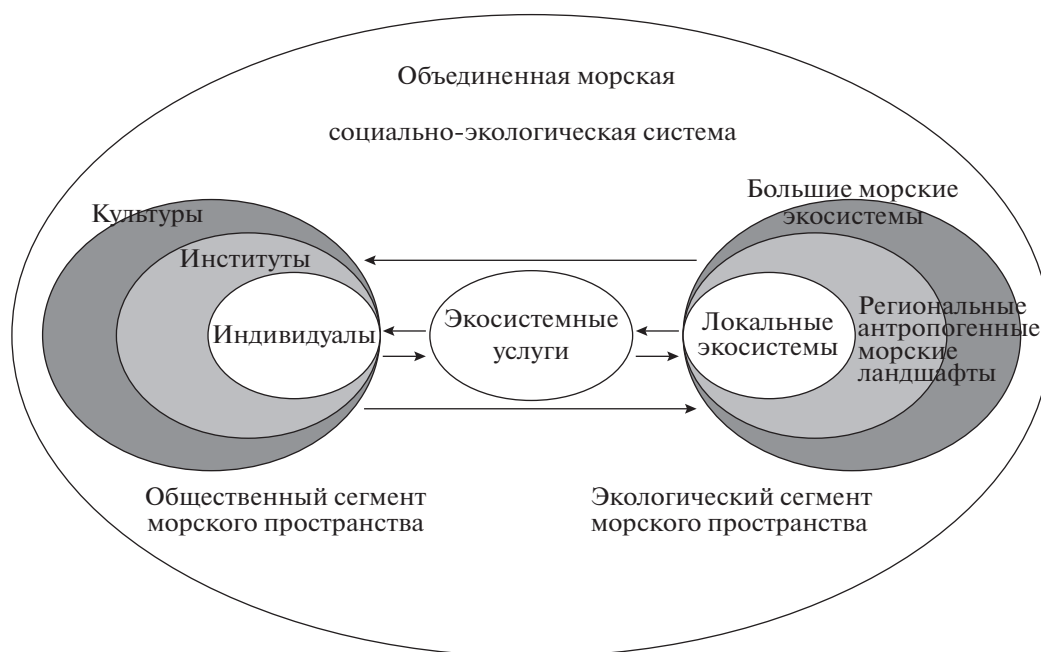 Объединенная морская
социально-экологическая система
Большие морские
экосистемы
Культуры
Институты
Индивидуалы
Экосистемные
услуги
Локальные
экосистемы
Региональные
антропогенные
морские
ландшафты
Общественный сегмент
морского пространства
Экологический сегмент
морского пространства